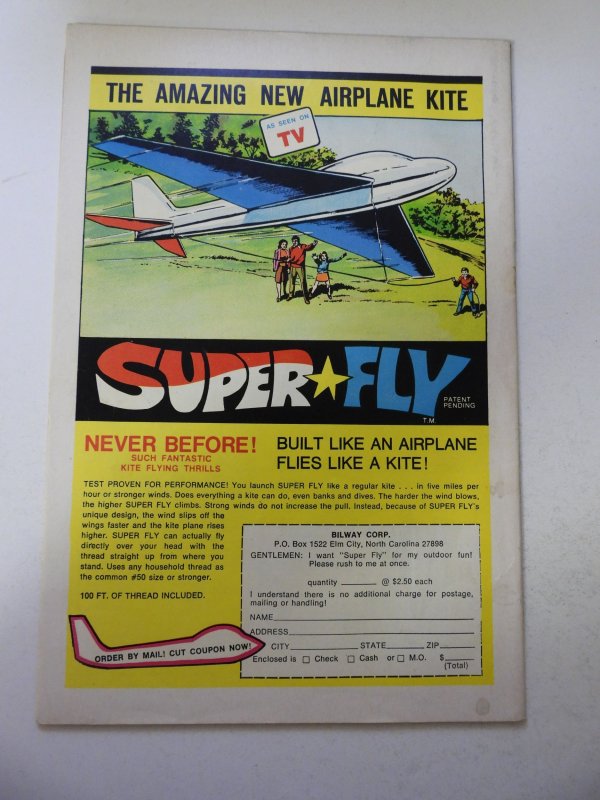 THE AMAZING NEW AIRPLANE KITE
AS SEEN ON
TV
SUPER★FLY
PATENT
PENDING
T.M.
NEVER BEFORE!
SUCH FANTASTIC
KITE FLYING THRILLS
BUILT LIKE AN AIRPLANE
FLIES LIKE A KITE!
TEST PROVEN FOR PERFORMANCE! You launch SUPER FLY like a regular kite . . . in five miles per
hour or stronger winds. Does everything a kite can do, even banks and dives. The harder the wind blows,
the higher SUPER FLY climbs. Strong winds do not increase the pull. Instead, because of SUPER FLY's
unique design, the wind slips off the
wings faster and the kite plane rises
higher. SUPER FLY can actually fly
directly over your head with the
thread straight up from where you
stand. Uses any household thread as
the common #50 size or stronger.
100 FT. OF THREAD INCLUDED.
ORDER BY MAIL! CUT COUPON NOW!
BILWAY CORP.
P.O. Box 1522 Elm City, North Carolina 27898
GENTLEMEN: I want "Super Fly" for my outdoor fun!
Please rush to me at once.
quantity ________ @ $2.50 each
I understand there is no additional charge for postage,
mailing or handling!
NAME________
ADDRESS________
CITY________ STATE________ ZIP________
Enclosed is □ Check □ Cash or □ M.O. $________
(Total)